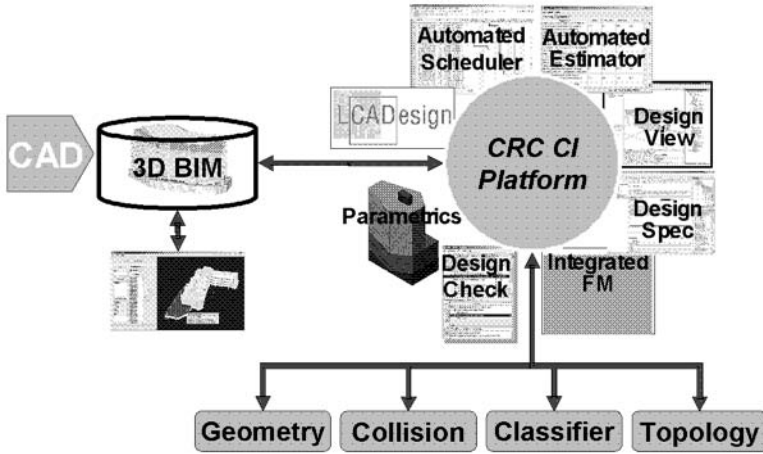 Automated
Scheduler
Automated
Estimator
LCADesign
CAD
3D BIM
CRC CI
Platform
Design
View
Parametrics
Design
Spec
Design
Check
Integrated
FM
Geometry
Collision
Classifier
Topology